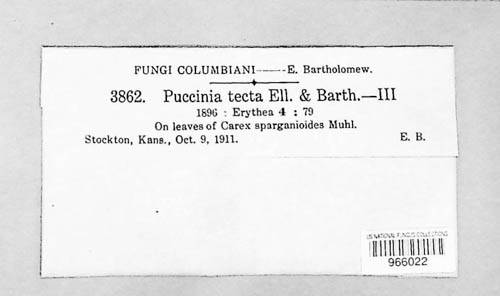 FUNGI COLUMBIANI—E. Bartholomew.
3862. Puccinia tecta Ell. & Barth.—III
1896 : Erythea 4 : 79
On leaves of Carex sparganioides Muhl.
Stockton, Kans., Oct. 9, 1911. E. B.
US NATIONAL FUNGUS COLLECTIONS
966022